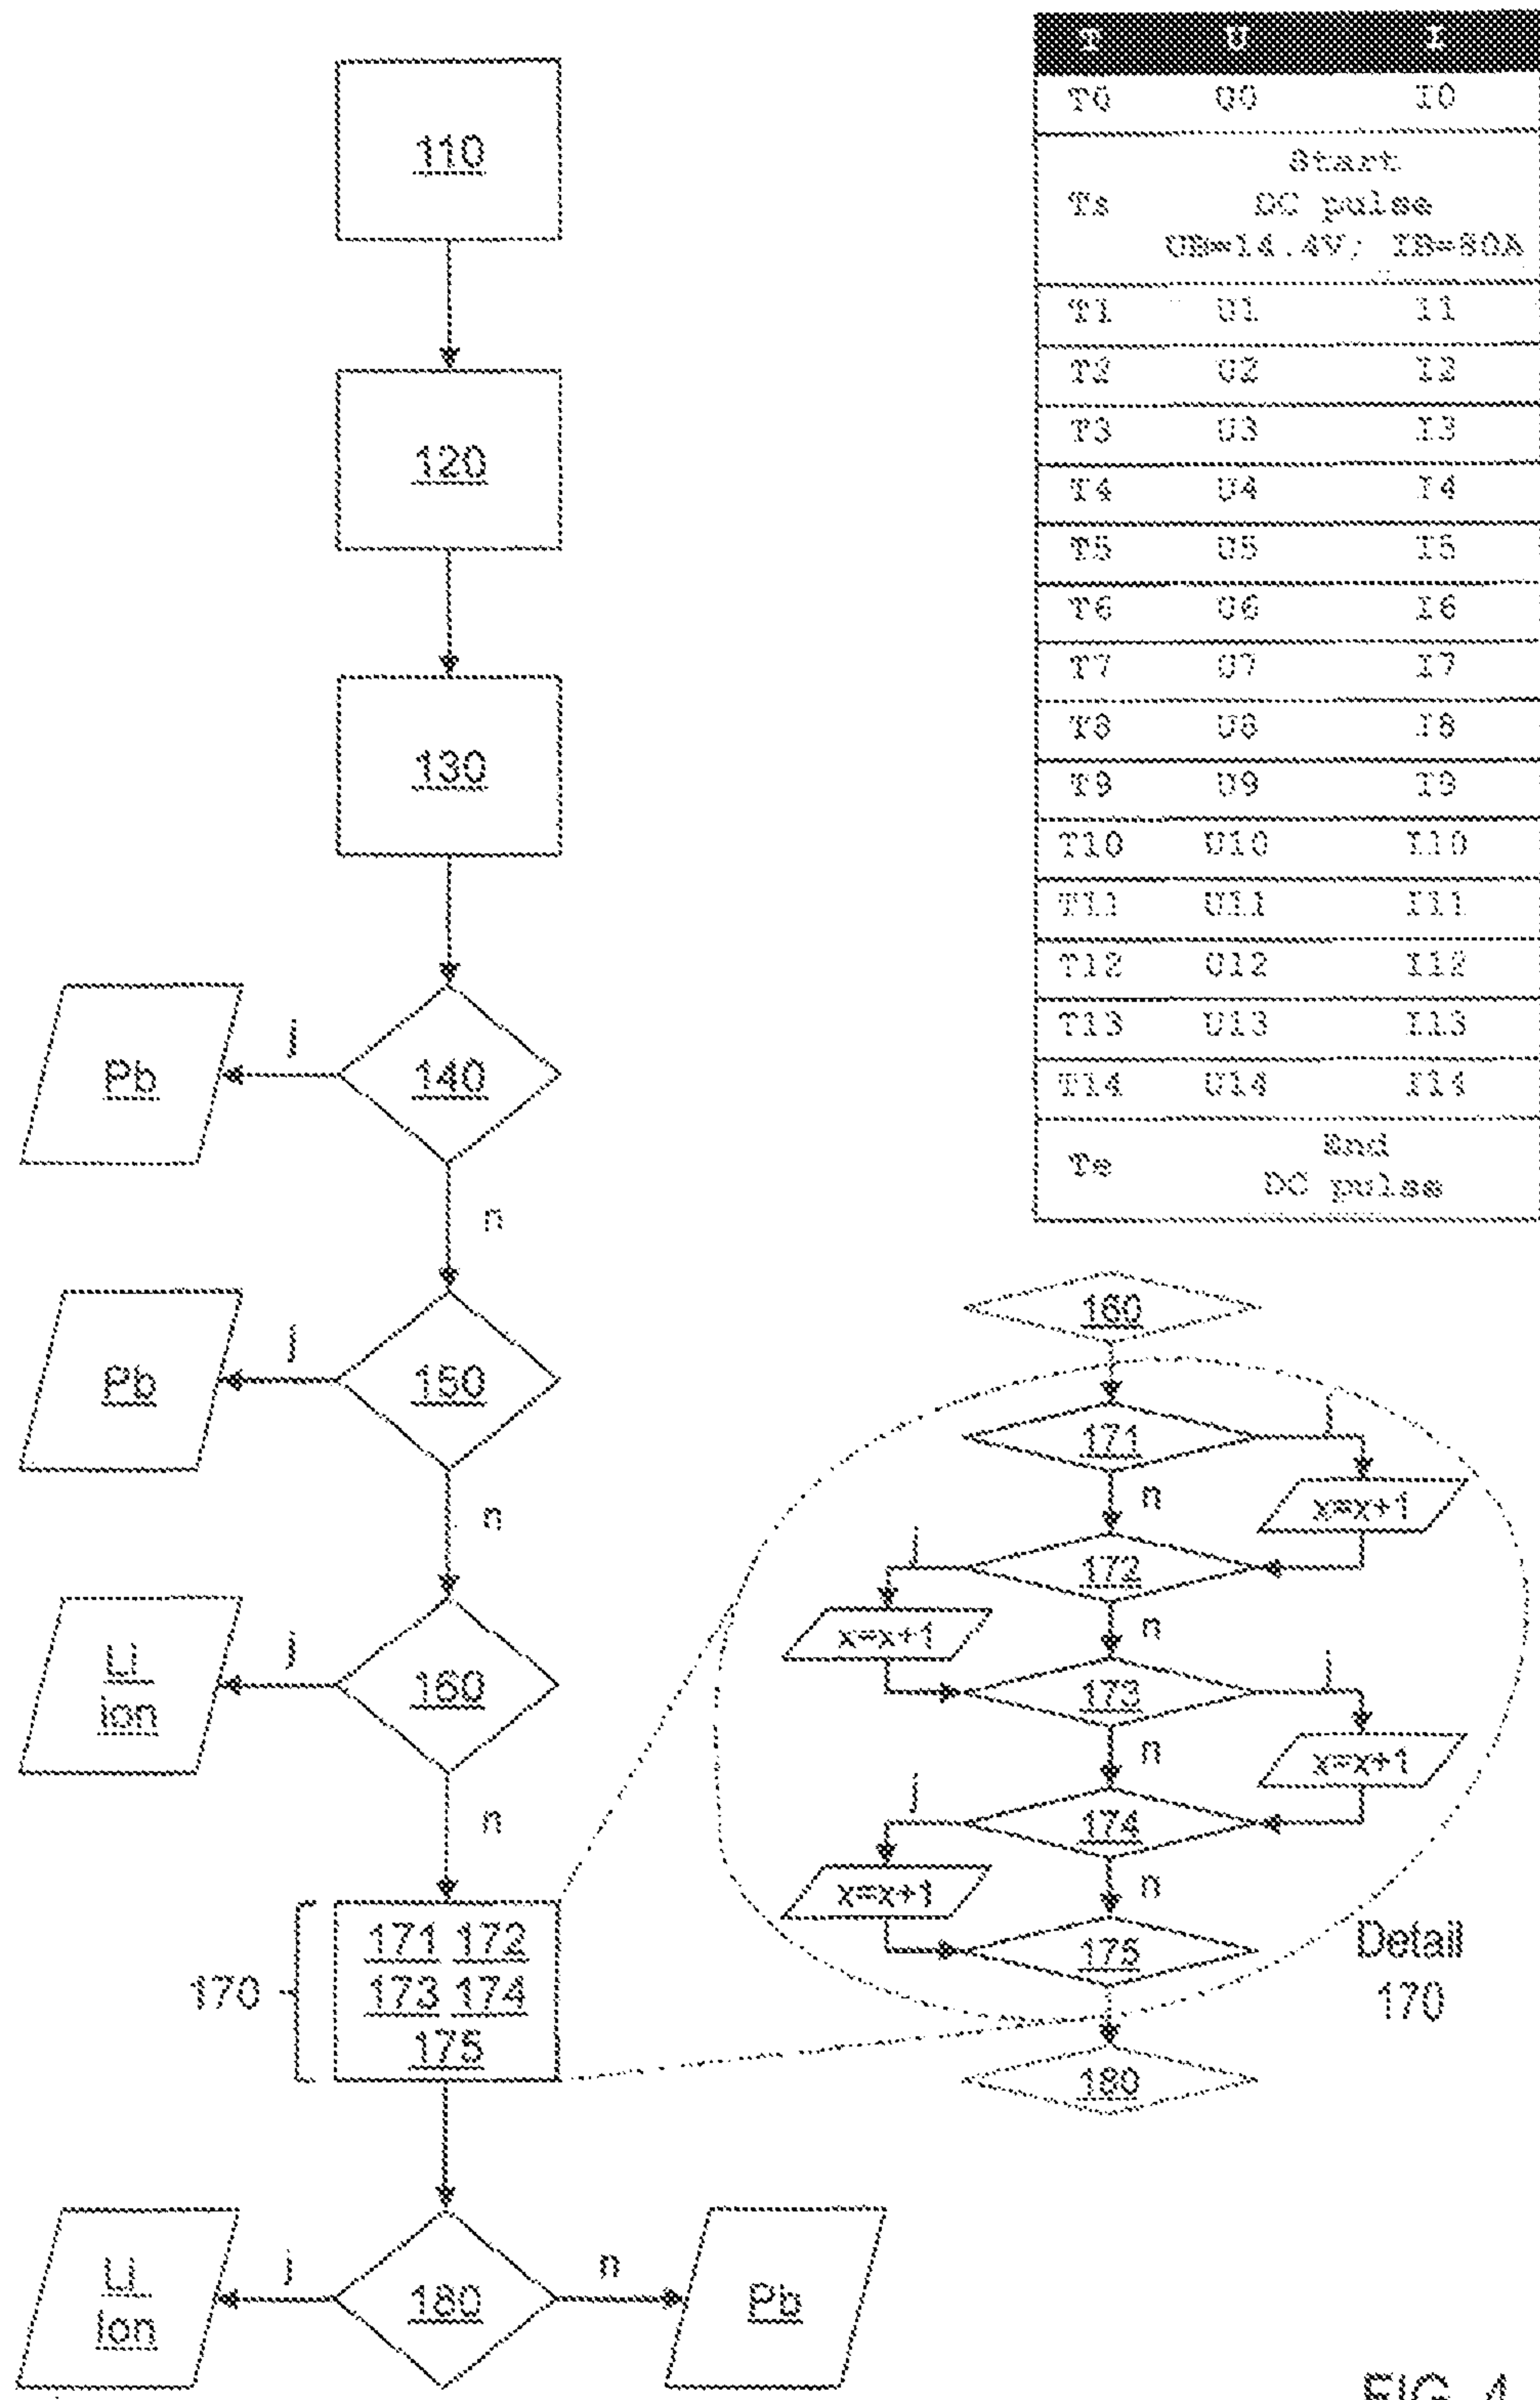 110
120
130
140
j
Pb
n
150
j
Pb
n
160
j
Li
ion
n
170
171 172
173 174
175
180
j
Li
Ion
n
Pb
T U I
T0 U0 I0
Ts
Start
DC pulse
UB=14.4V; IB=80A
T1 U1 I1
T2 U2 I2
T3 U3 I3
T4 U4 I4
T5 U5 I5
T6 U6 I6
T7 U7 I7
T8 U8 I8
T9 U9 I9
T10 U10 I10
T11 U11 I11
T12 U12 I12
T13 U13 I13
T14 U14 I14
Te
End
DC pulse
160
171
j
n
x=x+1
172
j
n
x=x+1
173
j
n
x=x+1
174
j
n
x=x+1
175
180
Detail
170
FIG. 4